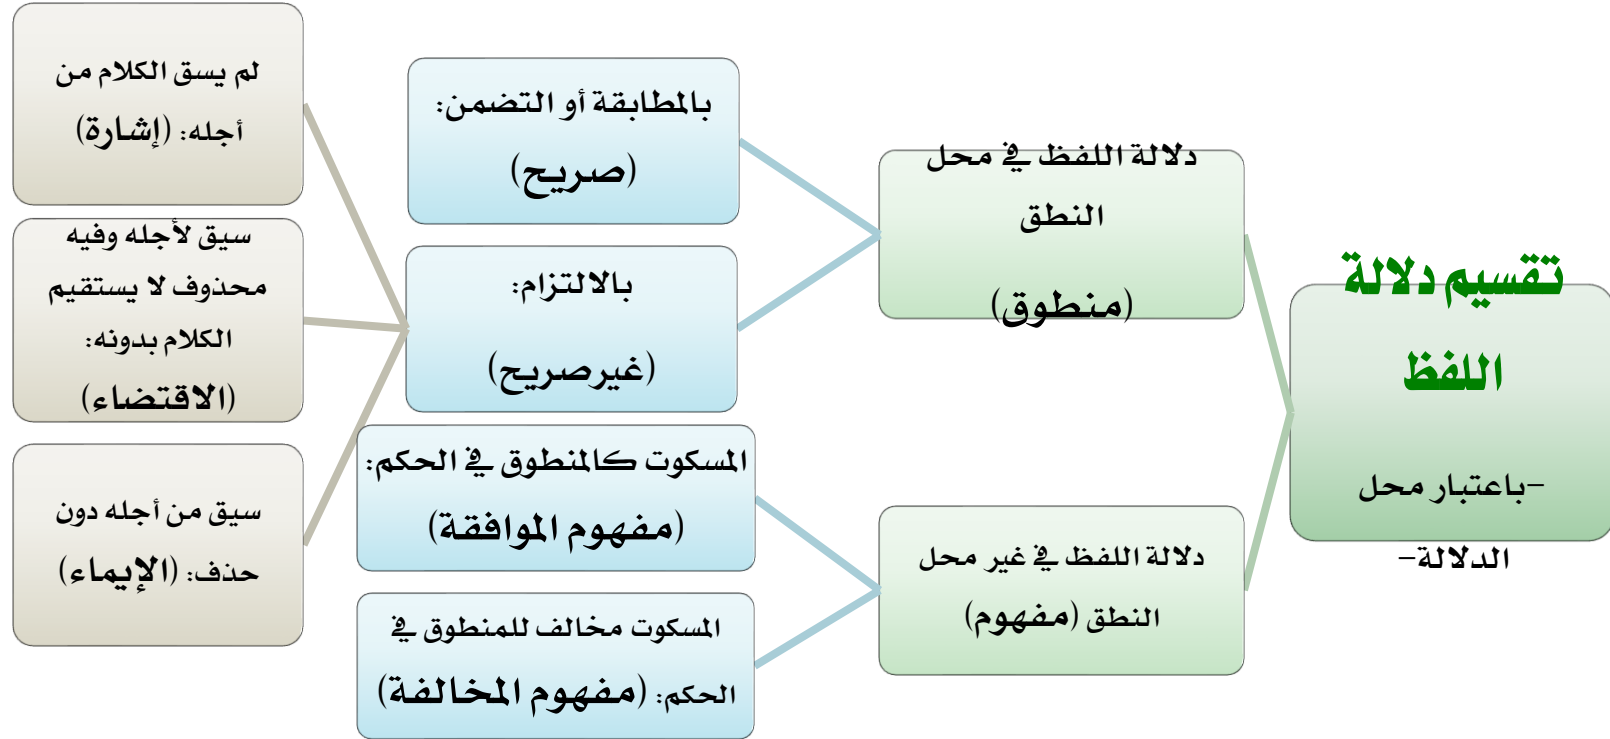 تقسيم دلالة
اللفظ
-باعتبار محل
الدلالة-
دلالة اللفظ في محل
النطق
(منطوق)
دلالة اللفظ في غير محل
النطق (مفهوم)
بالمطابقة أو التضمن:
(صريح)
بالالتزام:
(غيرصريح)
المسكوت كالمنطوق في الحكم:
(مفهوم الموافقة)
المسكوت مخالف للمنطوق في
الحكم: (مفهوم المخالفة)
لم يسق الكلام من
أجله: (إشارة)
سيق لأجله وفيه
محذوف لا يستقيم
الكلام بدونه:
(الاقتضاء)
سيق من أجله دون
حذف: (الإيماء)